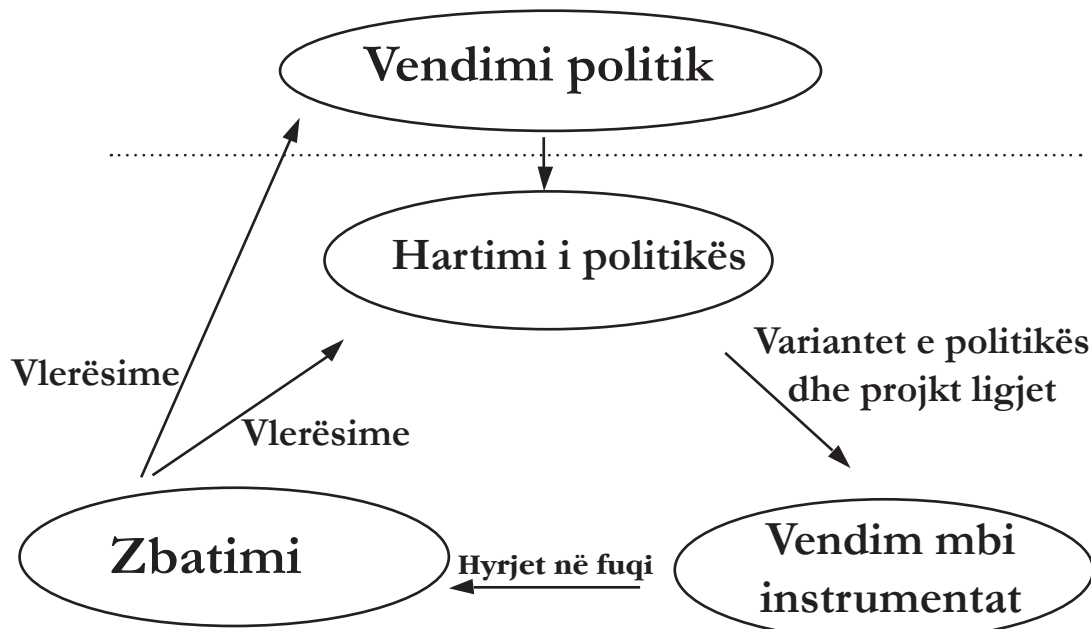 Vendimi politik
Hartimi i politikës
Variantet e politikës
dhe projkt ligjet
Vlerësime
Vlerësime
Zbatimi
Hyrjet në fuqi
Vendim mbi
instrumentat